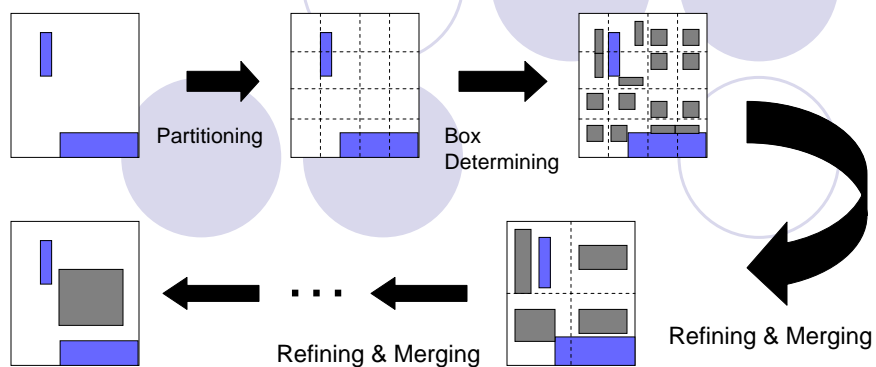 Partitioning
Box
Determining
Refining & Merging
. . .
Refining & Merging